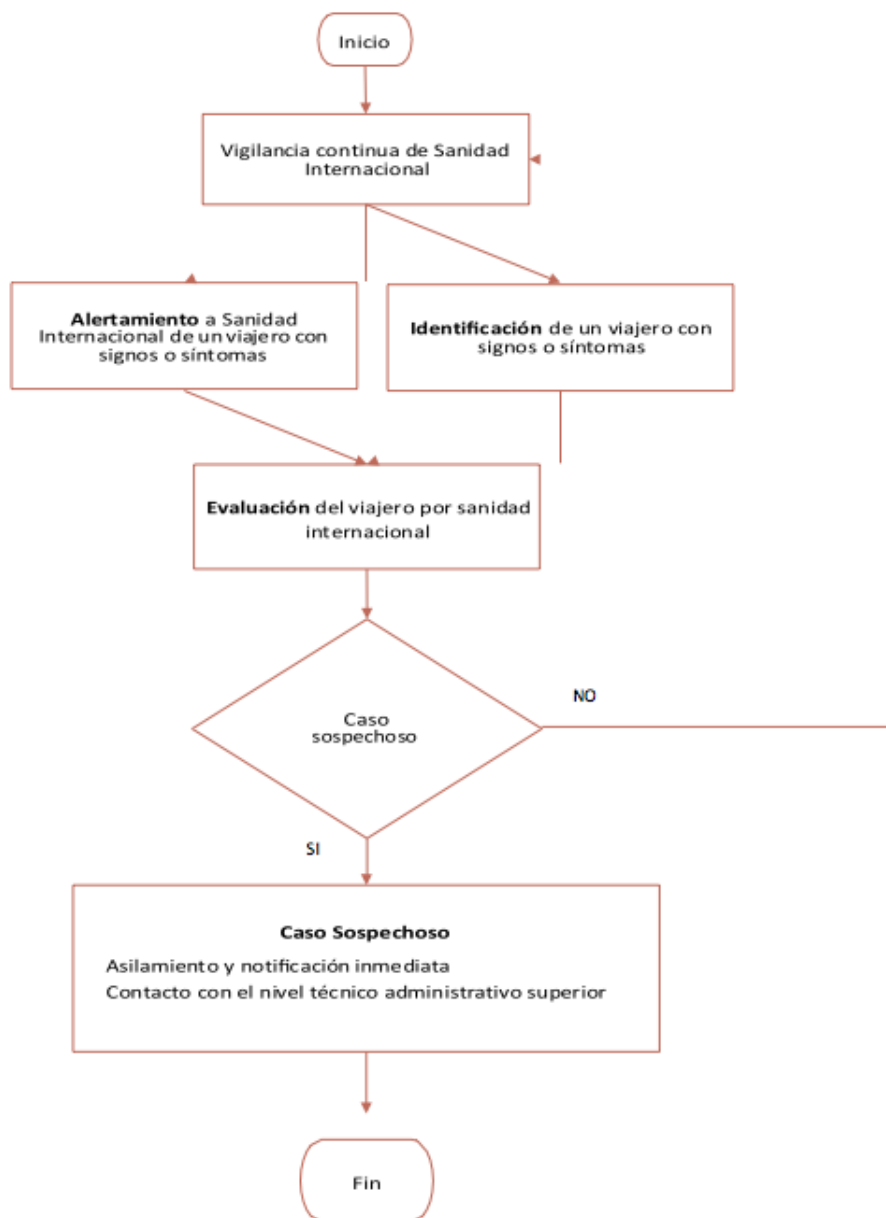 Inicio
Vigilancia continua de Sanidad
Internacional
Alertamiento a Sanidad
Internacional de un viajero con
signos o síntomas
Identificación de un viajero con
signos o síntomas
Evaluación del viajero por sanidad
internacional
Caso
sospechoso
NO
SI
Caso Sospechoso
Asilamiento y notificación inmediata
Contacto con el nivel técnico administrativo superior
Fin